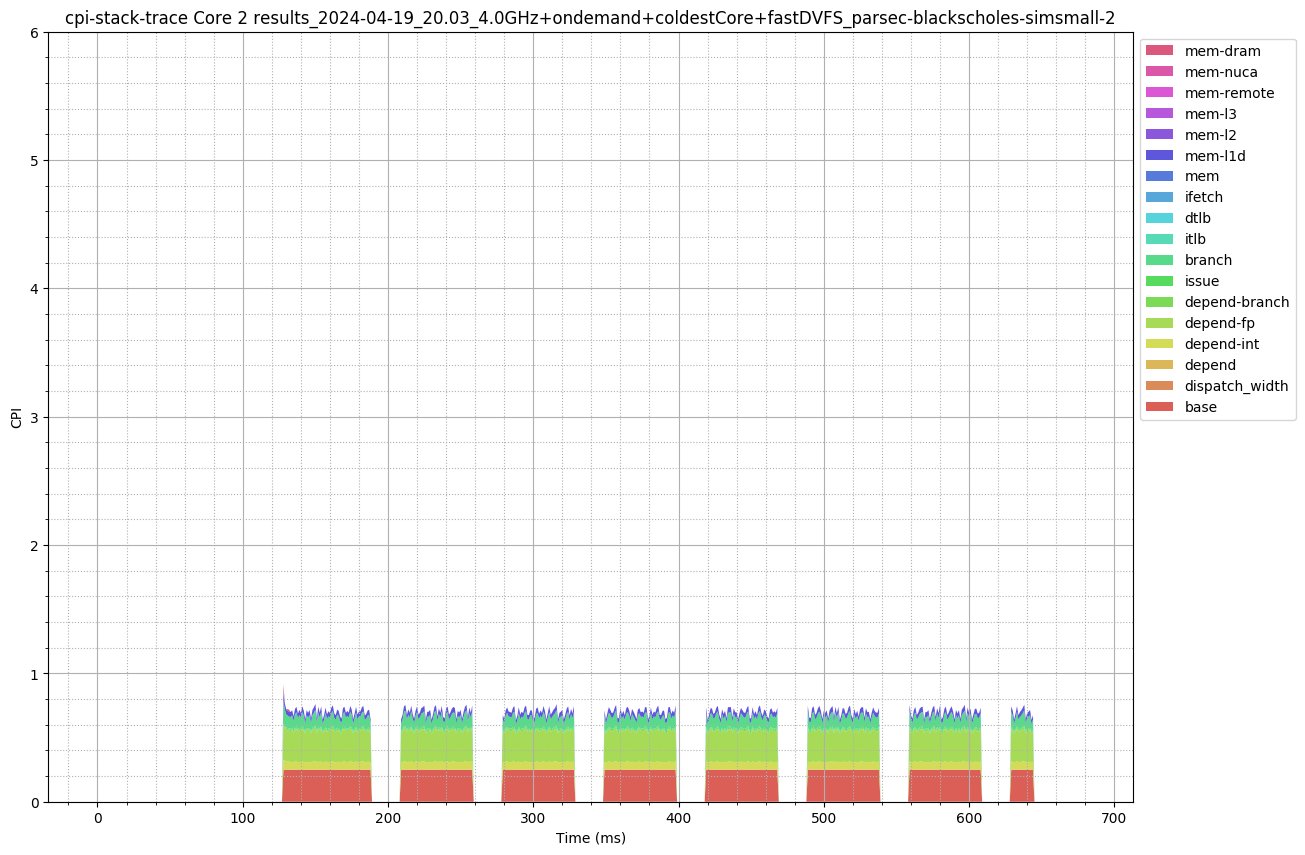 cpi-stack-trace Core 2 results_2024-04-19_20.03_4.0GHz+ondemand+coldestCore+fastDVFS_parsec-blackscholes-simsmall-2
6
5
4
3
2
1
0
CPI
0 100 200 300 400 500 600 700
Time (ms)
mem-dram
mem-nuca
mem-remote
mem-l3
mem-l2
mem-l1d
mem
ifetch
dtlb
itlb
branch
issue
depend-branch
depend-fp
depend-int
depend
dispatch_width
base